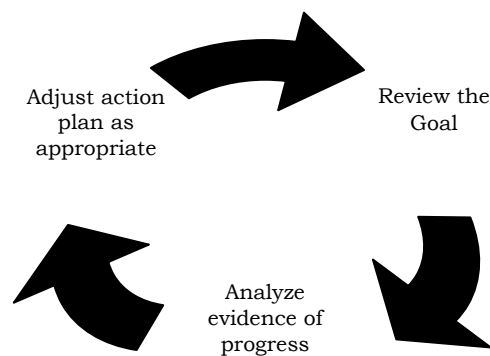 Adjust action
plan as
appropriate
Review the
Goal
Analyze
evidence of
progress